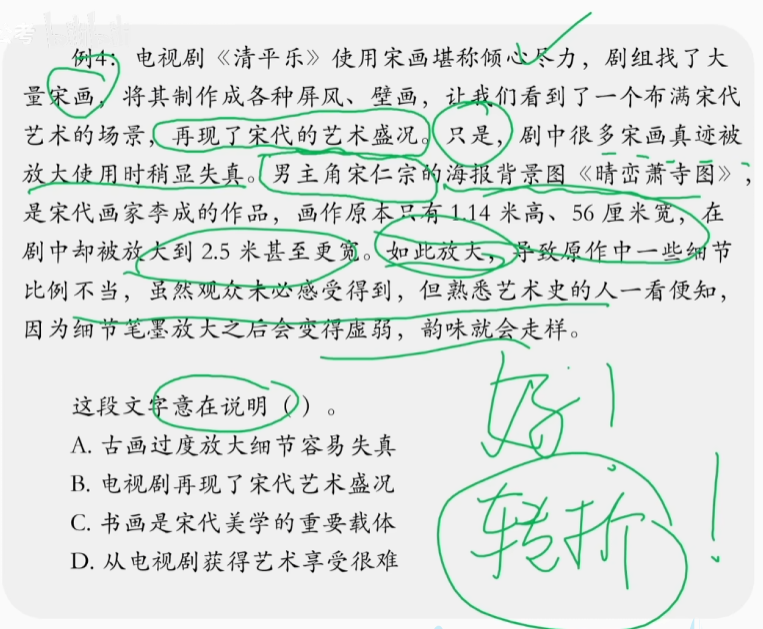 例4：电视剧《清平乐》使用宋画堪称倾心尽力，剧组找了大
量宋画，将其制作成各种屏风、壁画，让我们看到了一个布满宋代
艺术的场景，再现了宋代的艺术盛况。只是，剧中很多宋画真迹被
放大使用时稍显失真。男主角宋仁宗的海报背景图《晴峦萧寺图》，
是宋代画家李成的作品，画作原本只有1.14米高、56厘米宽，在
剧中却被放大到2.5米甚至更宽。如此放大，导致原作中一些细节
比例不当，虽然观众未必感受得到，但熟悉艺术史的人一看便知，
因为细节笔墨放大之后会变得虚弱，韵味就会走样。
好！
这段文字意在说明（）。
A. 古画过度放大细节容易失真
B. 电视剧再现了宋代艺术盛况
C. 书画是宋代美学的重要载体
D. 从电视剧获得艺术享受很难
转折！